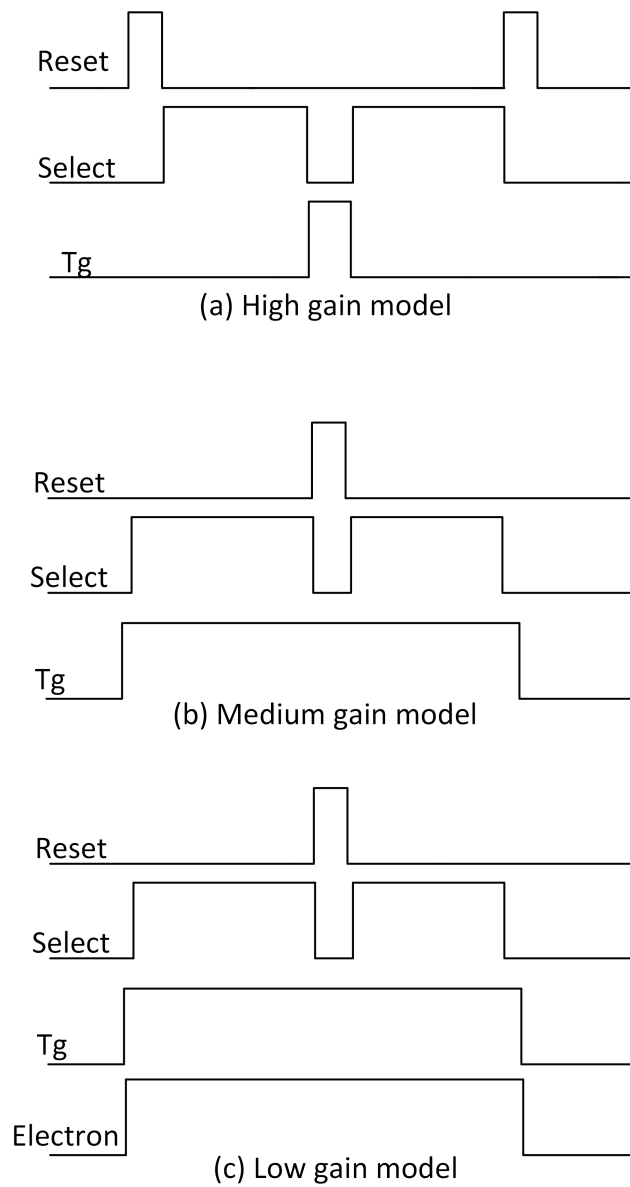 Reset
Select
Tg
(a) High gain model
Reset
Select
Tg
(b) Medium gain model
Reset
Select
Tg
Electron
(c) Low gain model